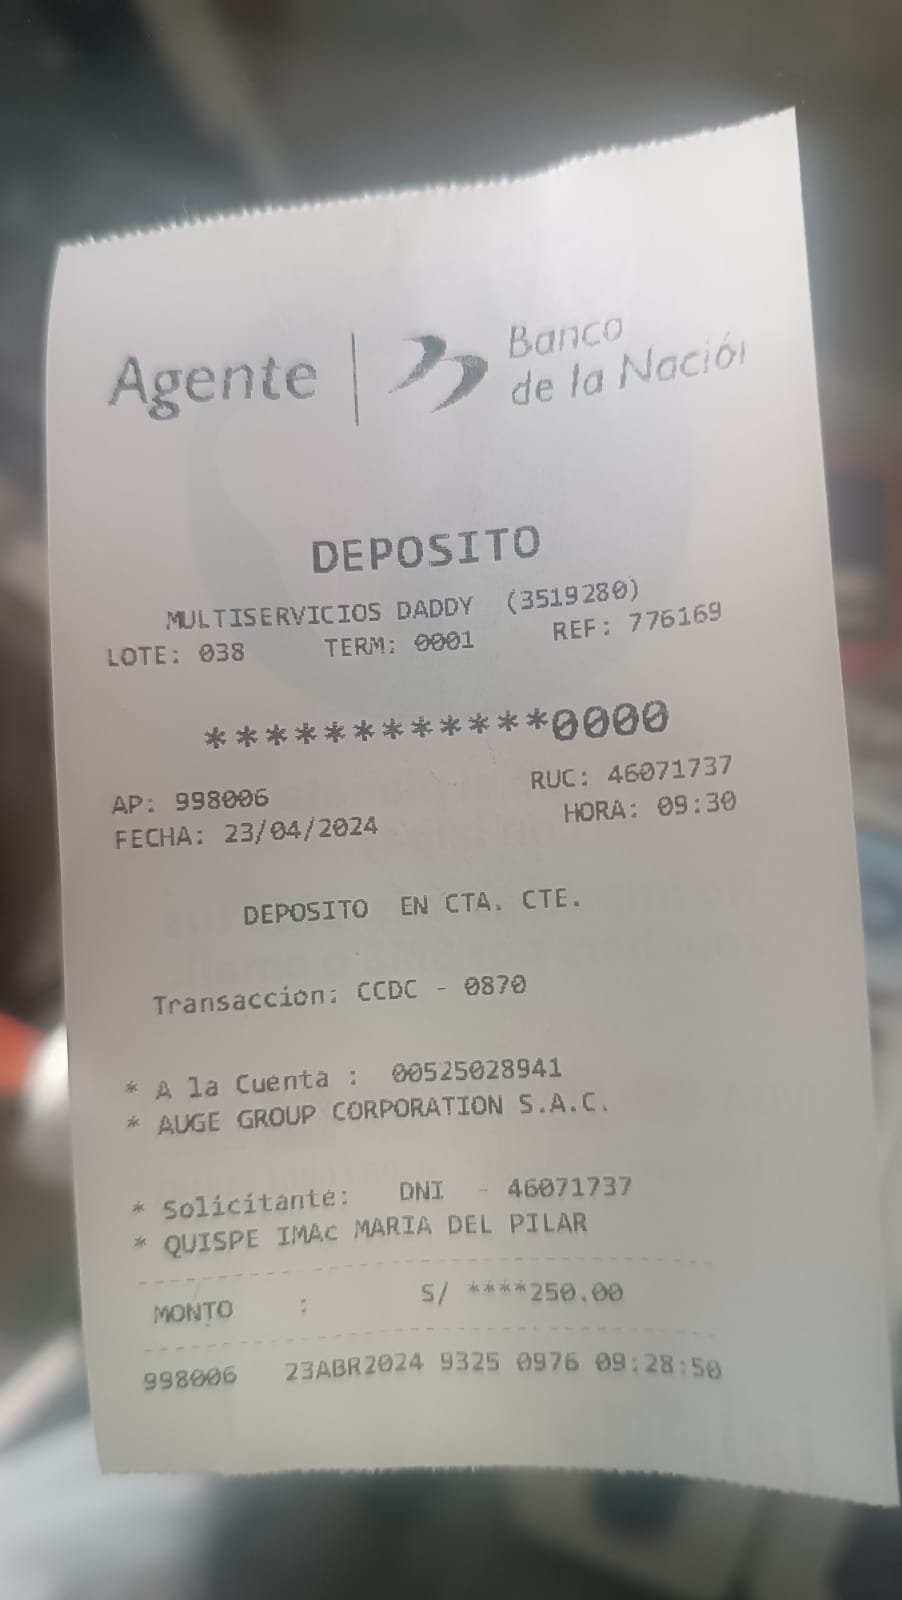 Agente | Banco
de la Nación
DEPOSITO
MULTISERVICIOS DADDY (3519280)
LOTE: 038 TERM: 0001 REF: 776169
************0000
AP: 998006 RUC: 46071737
FECHA: 23/04/2024 HORA: 09:30
DEPOSITO EN CTA. CTE.
Transaccion: CCDC - 0870
* A la Cuenta : 00525028941
* AUGE GROUP CORPORATION S.A.C.
* Solicitante: DNI - 46071737
* QUISPE IMAc MARIA DEL PILAR
MONTO : S/ ****250.00
998006 23ABR2024 9325 0976 09:28:50